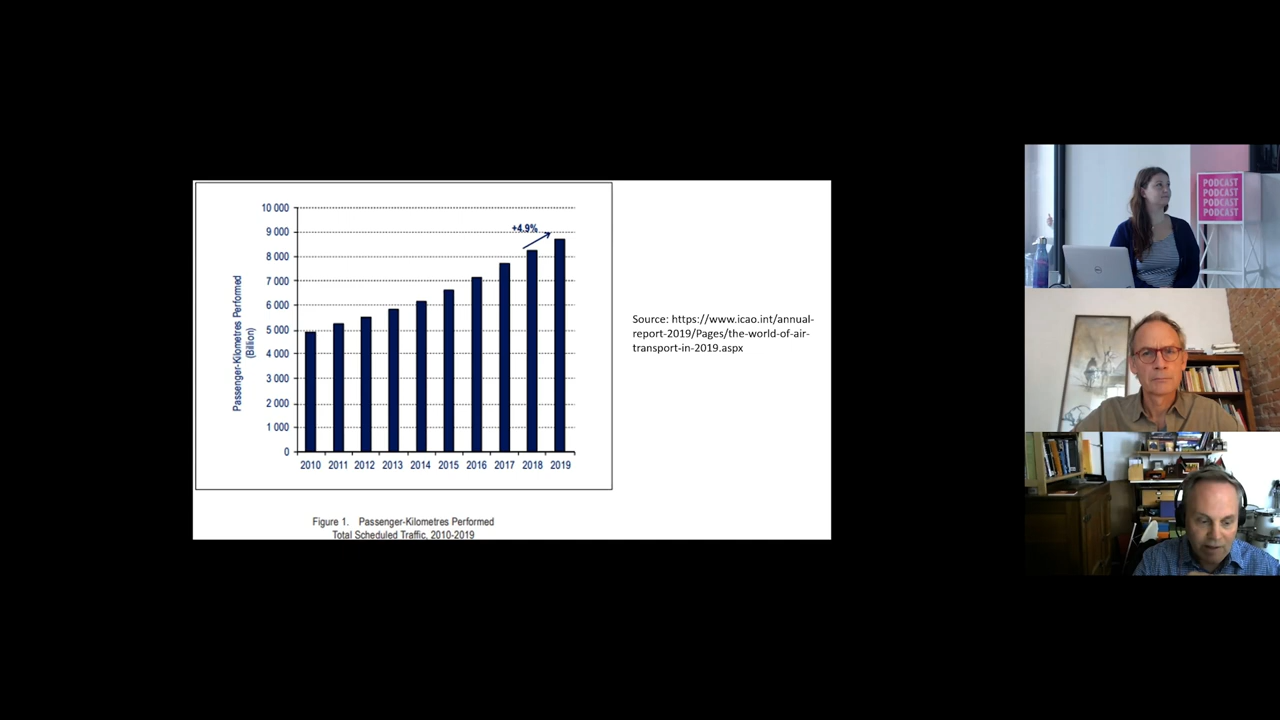 10 000
9 000
8 000
7 000
6 000
5 000
4 000
3 000
2 000
1 000
0
Passenger-Kilometres Performed
(Billion)
+4.9%
2010 2011 2012 2013 2014 2015 2016 2017 2018 2019
Figure 1. Passenger-Kilometres Performed
Total Scheduled Traffic, 2010-2019
Source: https://www.icao.int/annual-
report-2019/Pages/the-world-of-air-
transport-in-2019.aspx
PODCAST
PODCAST
PODCAST
PODCAST
DELL